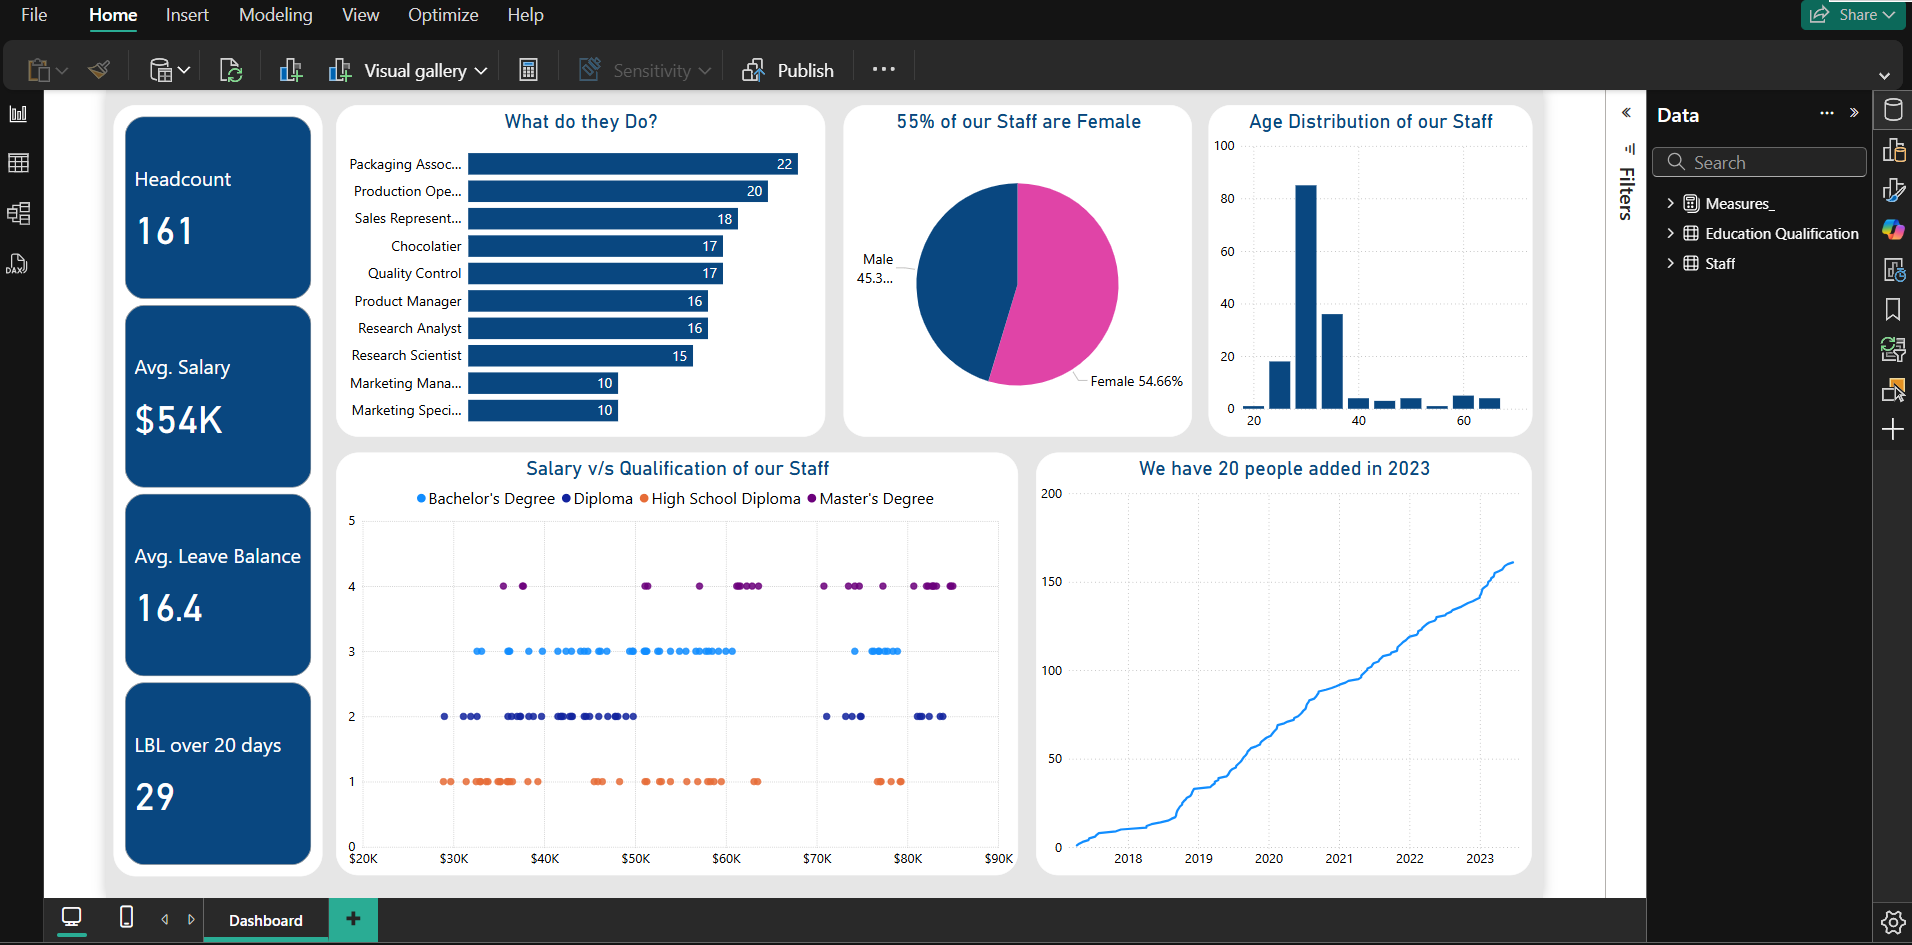 File Home Insert Modeling View Optimize Help
Share
Visual gallery
Sensitivity
Publish
DAX
Headcount
161
Avg. Salary
$54K
Avg. Leave Balance
16.4
LBL over 20 days
29
What do they Do?
Packaging Assoc... 22
Production Ope... 20
Sales Represent... 18
Chocolatier 17
Quality Control 17
Product Manager 16
Research Analyst 16
Research Scientist 15
Marketing Mana... 10
Marketing Speci... 10
55% of our Staff are Female
Male
45.3...
Female 54.66%
Age Distribution of our Staff
100
80
60
40
20
0
20 40 60
Salary v/s Qualification of our Staff
Bachelor's Degree Diploma High School Diploma Master's Degree
5
4
3
2
1
0
$20K $30K $40K $50K $60K $70K $80K $90K
We have 20 people added in 2023
200
150
100
50
0
2018 2019 2020 2021 2022 2023
Filters
Data
Search
Measures_
Education Qualification
Staff
Dashboard